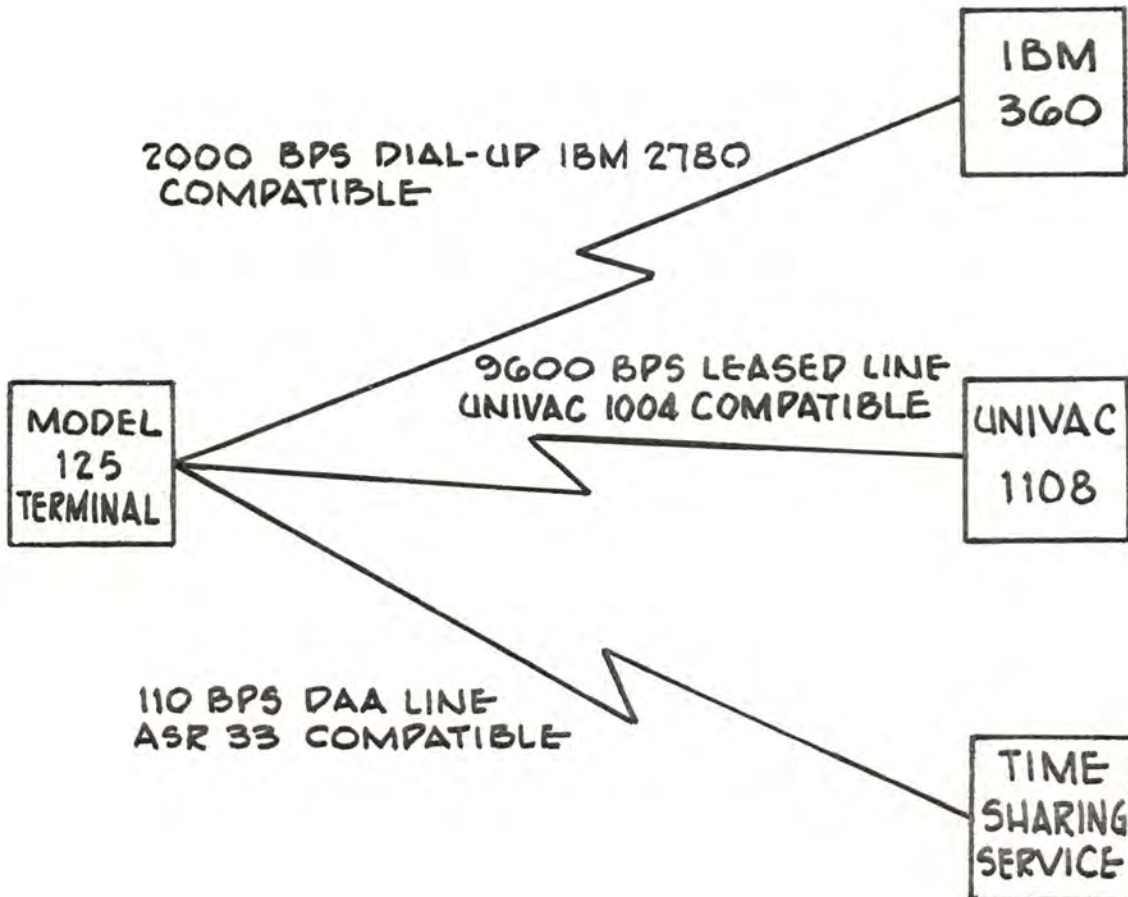 IBM
360
2000 BPS DIAL-UP IBM 2780
COMPATIBLE
9600 BPS LEASED LINE
UNIVAC 1004 COMPATIBLE
MODEL
125
TERMINAL
UNIVAC
1108
110 BPS DAA LINE
ASR 33 COMPATIBLE
TIME
SHARING
SERVICE